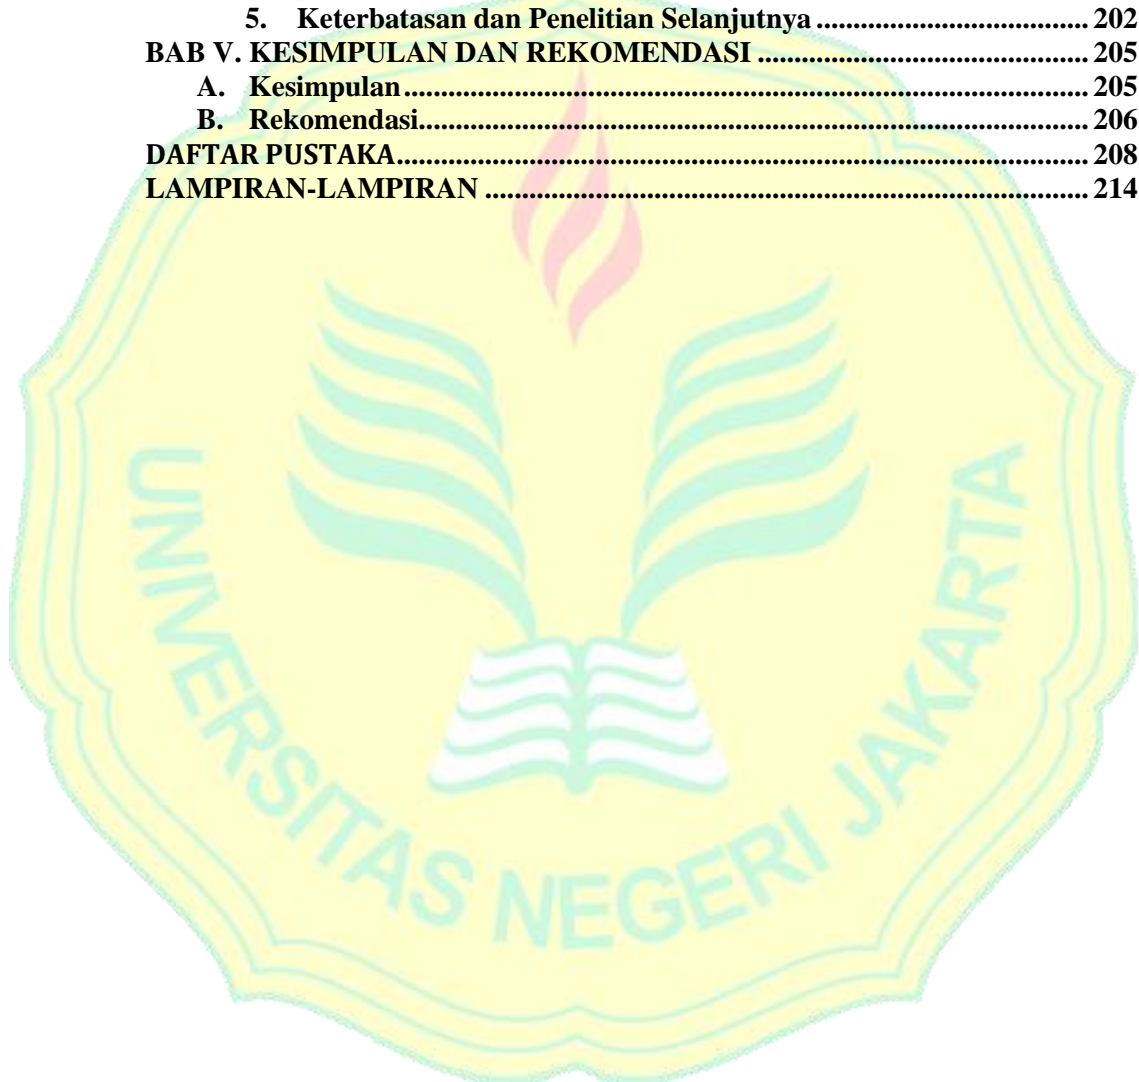 5. Keterbatasan dan Penelitian Selanjutnya ..................................... 202
BAB V. KESIMPULAN DAN REKOMENDASI ............................................. 205
A. Kesimpulan ............................................................................................. 205
B. Rekomendasi........................................................................................... 206
DAFTAR PUSTAKA.............................................................................................. 208
LAMPIRAN-LAMPIRAN .................................................................................. 214
UNIVERSITAS NEGERI JAKARTA